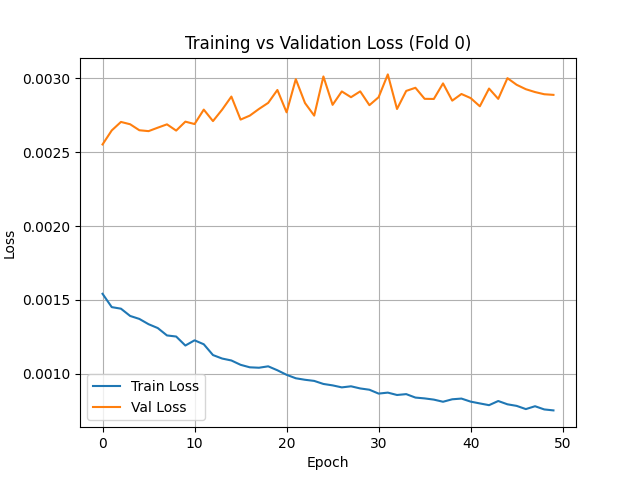 Training vs Validation Loss (Fold 0)
0.0030
0.0025
0.0020
0.0015
0.0010
Loss
Train Loss
Val Loss
0 10 20 30 40 50
Epoch